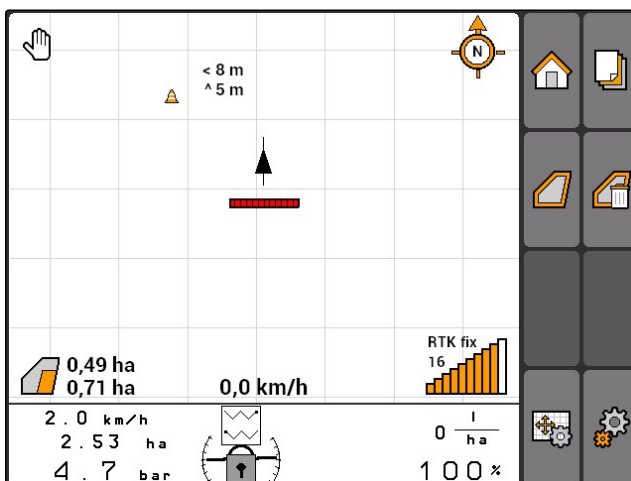 N
< 8 m
^ 5 m
RTK fix
16
0,49 ha
0,71 ha
0,0 km/h
2.0 km/h
2.53 ha
4.7 bar
0 l/ha
100%